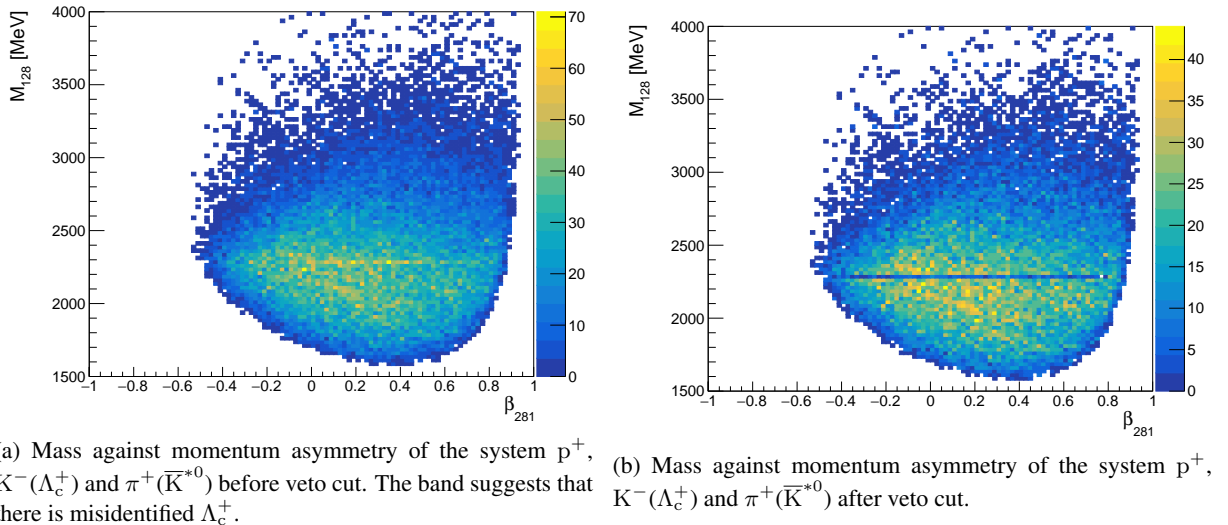 M₁₂₈ [MeV]
4000
3500
3000
2500
2000
1500
−1 −0.8 −0.6 −0.4 −0.2 0 0.2 0.4 0.6 0.8 1
β₂₈₁
70
60
50
40
30
20
10
0
M₁₂₈ [MeV]
4000
3500
3000
2500
2000
1500
−1 −0.8 −0.6 −0.4 −0.2 0 0.2 0.4 0.6 0.8 1
β₂₈₁
40
35
30
25
20
15
10
5
0
a) Mass against momentum asymmetry of the system p⁺,
K⁻(Λc⁺) and π⁺(K̅*⁰) before veto cut. The band suggests that
there is misidentified Λc⁺.
(b) Mass against momentum asymmetry of the system p⁺,
K⁻(Λc⁺) and π⁺(K̅*⁰) after veto cut.